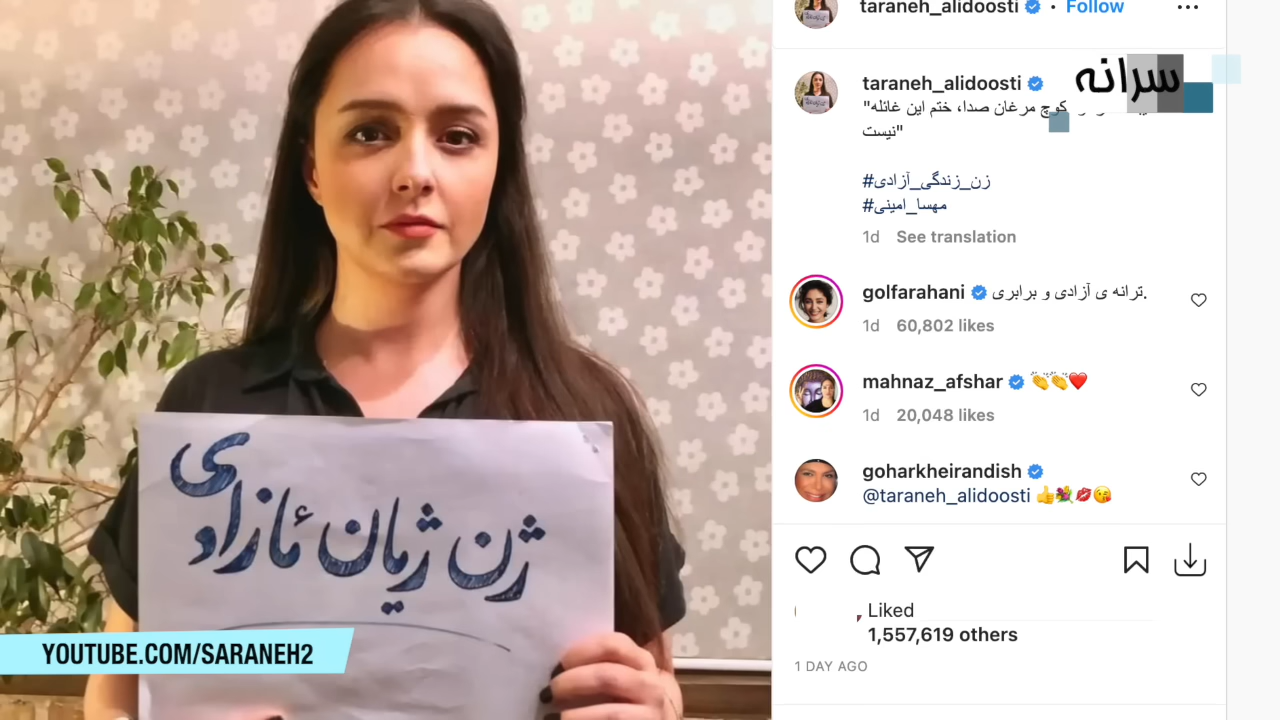 taraneh_alidoosti • Follow
سرانه
taraneh_alidoosti
کوچ مرغان صدا، ختم این غائله
نیست"
#زن_زندگی_آزادی
#مهسا_امینی
1d See translation
golfarahani ترانه ی آزادی و برابری.
1d 60,802 likes
mahnaz_afshar 👏👏❤️
1d 20,048 likes
goharkheirandish
@taraneh_alidoosti 👍💐💋😘
Liked
1,557,619 others
1 DAY AGO
ژن ژیان ئازادی
YOUTUBE.COM/SARANEH2